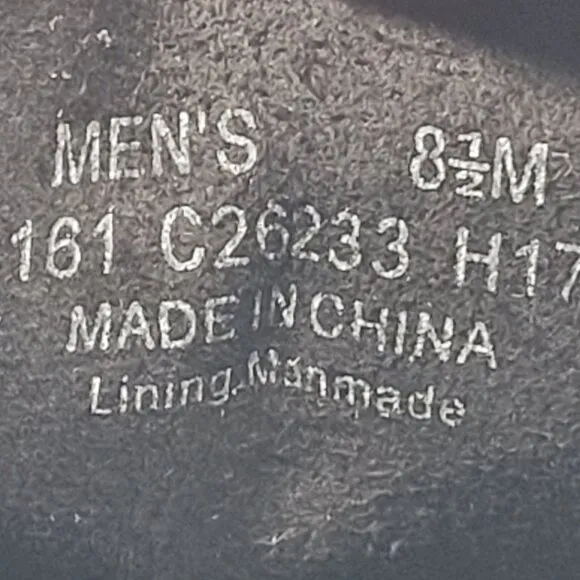 MEN'S 8½M
161 C26233 H17
MADE IN CHINA
Lining.Manmade